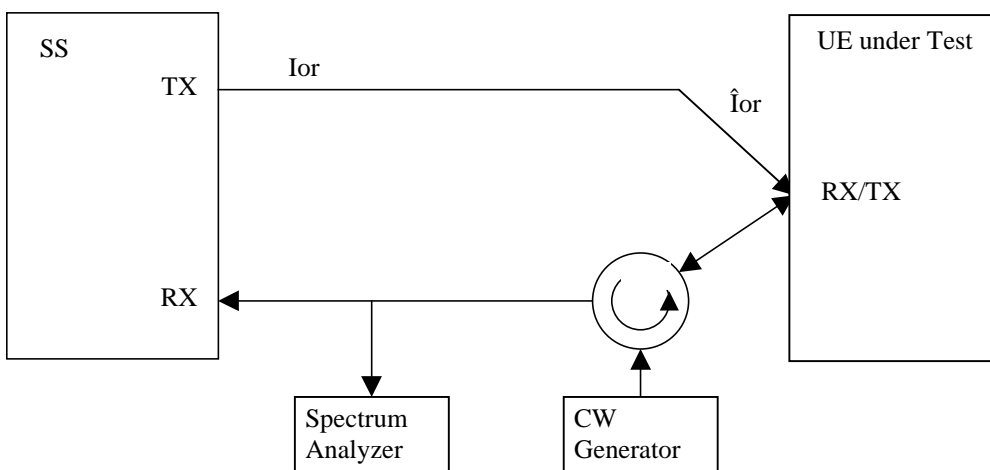 SS
UE under Test
TX
Ior
Îor
RX/TX
RX
Spectrum
Analyzer
CW
Generator